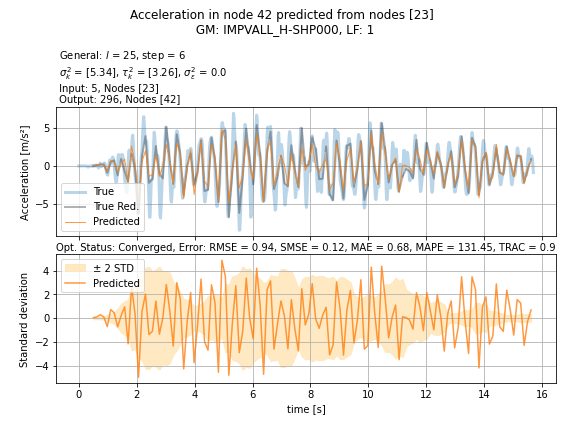 Acceleration in node 42 predicted from nodes [23]
GM: IMPVALL_H-SHP000, LF: 1
General: l = 25, step = 6
σ²ₖ = [5.34], τ²ₖ = [3.26], σ²ε = 0.0
Input: 5, Nodes [23]
Output: 296, Nodes [42]
Acceleration [m/s²]
5
0
−5
True
True Red.
Predicted
Opt. Status: Converged, Error: RMSE = 0.94, SMSE = 0.12, MAE = 0.68, MAPE = 131.45, TRAC = 0.9
Standard deviation
4
2
0
−2
−4
± 2 STD
Predicted
0 2 4 6 8 10 12 14 16
time [s]